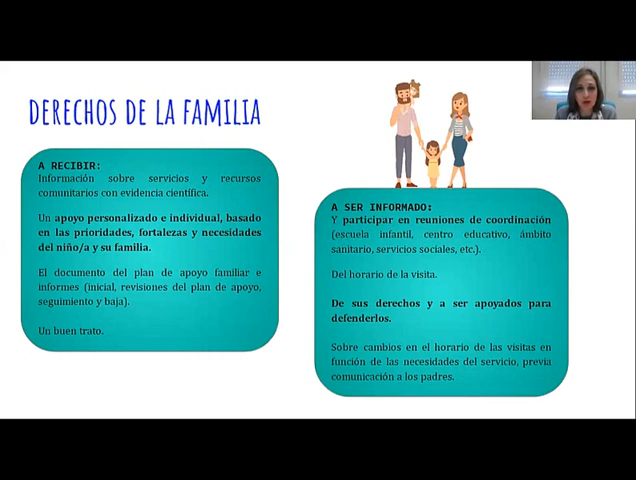 DERECHOS DE LA FAMILIA
A RECIBIR:
Información sobre servicios y recursos
comunitarios con evidencia científica.
Un apoyo personalizado e individual, basado
en las prioridades, fortalezas y necesidades
del niño/a y su familia.
El documento del plan de apoyo familiar e
informes (inicial, revisiones del plan de apoyo,
seguimiento y baja).
Un buen trato.
A SER INFORMADO:
Y participar en reuniones de coordinación
(escuela infantil, centro educativo, ámbito
sanitario, servicios sociales, etc.).
Del horario de la visita.
De sus derechos y a ser apoyados para
defenderlos.
Sobre cambios en el horario de las visitas en
función de las necesidades del servicio, previa
comunicación a los padres.